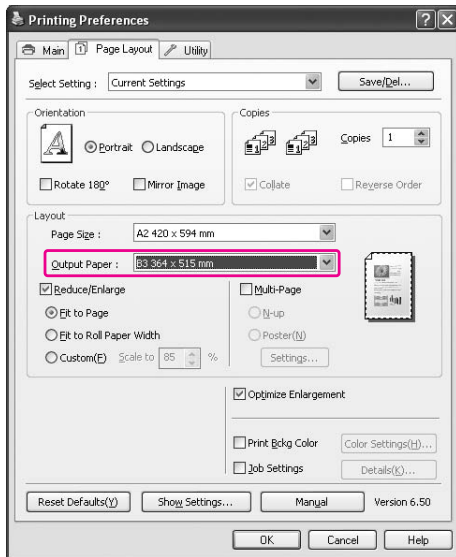 Printing Preferences
Main Page Layout Utility
Select Setting : Current Settings Save/Del...
Orientation
Portrait Landscape
Rotate 180° Mirror Image
Copies
Copies 1
Collate Reverse Order
Layout
Page Size : A2 420 x 594 mm
Output Paper : B3 364 x 515 mm
Reduce/Enlarge
Fit to Page
Fit to Roll Paper Width
Custom(E) Scale to 85 %
Multi-Page
N-up
Poster(N)
Settings...
Optimize Enlargement
Print Bckg Color Color Settings(H)...
Job Settings Details(K)...
Reset Defaults(Y) Show Settings... Manual Version 6.50
OK Cancel Help